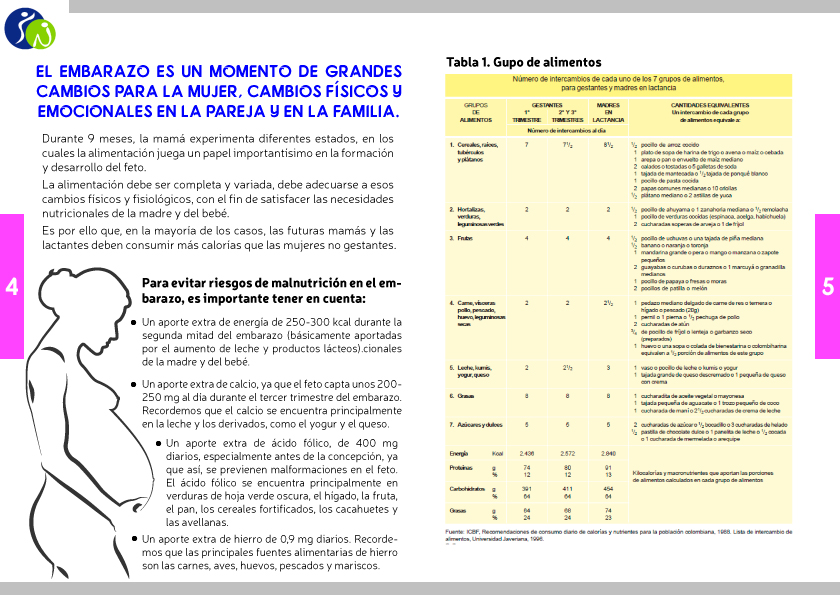 EL EMBARAZO ES UN MOMENTO DE GRANDES
CAMBIOS PARA LA MUJER, CAMBIOS FÍSICOS Y
EMOCIONALES EN LA PAREJA Y EN LA FAMILIA.
Durante 9 meses, la mamá experimenta diferentes estados, en los
cuales la alimentación juega un papel importantísimo en la formación
y desarrollo del feto.
La alimentación debe ser completa y variada, debe adecuarse a esos
cambios físicos y fisiológicos, con el fin de satisfacer las necesidades
nutricionales de la madre y del bebé.
Es por ello que, en la mayoría de los casos, las futuras mamás y las
lactantes deben consumir más calorías que las mujeres no gestantes.
4
Para evitar riesgos de malnutrición en el em-
barazo, es importante tener en cuenta:
● Un aporte extra de energía de 250-300 kcal durante la
segunda mitad del embarazo (básicamente aportadas
por el aumento de leche y productos lácteos).cionales
de la madre y del bebé.
● Un aporte extra de calcio, ya que el feto capta unos 200-
250 mg al día durante el tercer trimestre del embarazo.
Recordemos que el calcio se encuentra principalmente
en la leche y los derivados, como el yogur y el queso.
● Un aporte extra de ácido fólico, de 400 mg
diarios, especialmente antes de la concepción, ya
que así, se previenen malformaciones en el feto.
El ácido fólico se encuentra principalmente en
verduras de hoja verde oscura, el hígado, la fruta,
el pan, los cereales fortificados, los cacahuetes y
las avellanas.
● Un aporte extra de hierro de 0,9 mg diarios. Recorde-
mos que las principales fuentes alimentarias de hierro
son las carnes, aves, huevos, pescados y mariscos.
Tabla 1. Gupo de alimentos
Número de intercambios de cada uno de los 7 grupos de alimentos,
para gestantes y madres en lactancia
GRUPOS DE ALIMENTOS
GESTANTES
1° TRIMESTRE
2° Y 3° TRIMESTRES
MADRES EN LACTANCIA
CANTIDADES EQUIVALENTES
Un intercambio de cada grupo
de alimentos equivale a:
Número de intercambios al día
1. Cereales, raíces, tubérculos y plátanos 7 7 1/2 8 1/2
1/2 pocillo de arroz cocido
1 plato de sopa de harina de trigo o avena o maíz o cebada
1 arepa o pan o envuelto de maíz mediano
2 calados o tostadas o 6 galletas de soda
1 tajada de mantecada o 1/2 tajada de ponqué blanco
1 pocillo de pasta cocida
2 papas comunes medianas o 10 criollas
1/2 plátano mediano o 2 astillas de yuca
2. Hortalizas, verduras, leguminosas verdes 2 2 2
1/2 pocillo de ahuyama o 1 zanahoria mediana o 1/2 remolacha
1 pocillo de verduras cocidas (espinaca, acelga, habichuela)
2 cucharadas soperas de arveja o 1 de fríjol
3. Frutas 4 4 4
1/2 pocillo de uchuvas o una tajada de piña mediana
1/2 banano o naranja o toronja
1 mandarina grande o pera o mango o manzana o zapote
pequeños
2 guayabas o curubas o duraznos o 1 maracuyá o granadilla
medianos
1 pocillo de papaya o fresas o moras
2 pocillos de patilla o melón
4. Carne, vísceras pollo, pescado, huevo, leguminosas secas 2 2 2 1/2
1 pedazo mediano delgado de carne de res o ternera o
hígado o pescado (28g)
1 pernil o 1 pierna o 1/2 pechuga de pollo
2 cucharadas de atún
de pocillo de fríjol o lenteja o garbanzo seco
(preparados)
1 huevo o una sopa o colada de bienestarina o colombiharina
equivalen a 1/2 porción de alimentos de este grupo
5. Leche, kumis, yogur, queso 2 2 1/2 3
1 vaso o pocillo de leche o kumis o yogur
1 tajada grande de queso descremado o 1 pequeña de queso
con crema
6. Grasas 8 8 8
1 cucharadita de aceite vegetal o mayonesa
1 tajada pequeña de aguacate o 1 trozo pequeño de coco
1 cucharada de maní o 2 1/2 cucharadas de crema de leche
7. Azúcares y dulces 5 5 5
2 cucharadas de azúcar o 1/2 bocadillo o 3 cucharadas de helado
1/2 pastilla de chocolate dulce o 1 panelita de leche o 1/2 cocada
o 1 cucharada de mermelada o arequipe
Energía Kcal 2.436 2.572 2.840
Proteínas g 74 80 91
% 12 12 13
Carbohidratos g 391 411 454
% 64 64 64
Grasas g 64 68 74
% 24 24 23
Kilocalorías y macronutrientes que aportan las porciones
de alimentos calculados en cada grupo de alimentos
Fuente: ICBF, Recomendaciones de consumo diario de calorías y nutrientes para la población colombiana, 1988. Lista de intercambio de
alimentos, Universidad Javeriana, 1996.
5